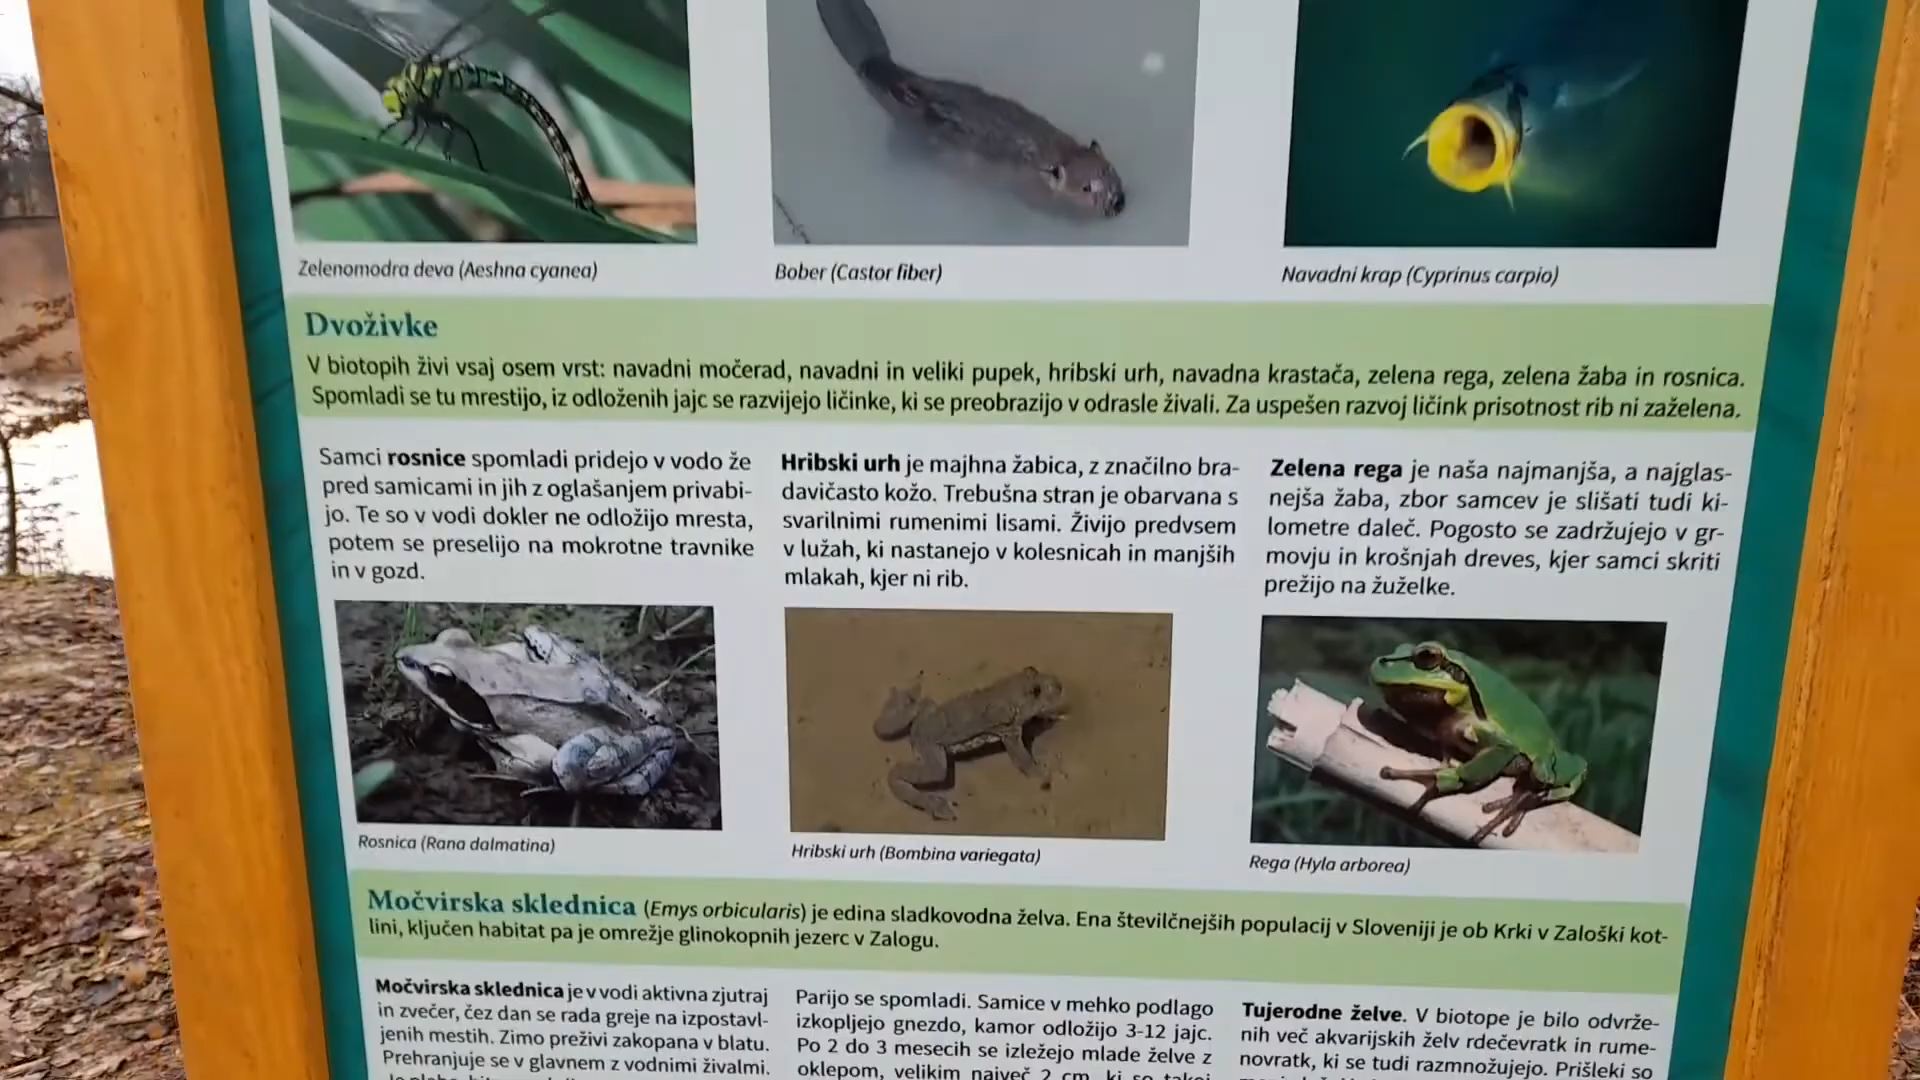 Zelenomodra deva (Aeshna cyanea)
Bober (Castor fiber)
Navadni krap (Cyprinus carpio)
Dvoživke
V biotopih živi vsaj osem vrst: navadni močerad, navadni in veliki pupek, hribski urh, navadna krastača, zelena rega, zelena žaba in rosnica.
Spomladi se tu mrestijo, iz odloženih jajc se razvijejo ličinke, ki se preobrazijo v odrasle živali. Za uspešen razvoj ličink prisotnost rib ni zaželena.
Samci rosnice spomladi pridejo v vodo že
pred samicami in jih z oglašanjem privabi-
jo. Te so v vodi dokler ne odložijo mresta,
potem se preselijo na mokrotne travnike
in v gozd.
Hribski urh je majhna žabica, z značilno bra-
davičasto kožo. Trebušna stran je obarvana s
svarilnimi rumenimi lisami. Živijo predvsem
v lužah, ki nastanejo v kolesnicah in manjših
mlakah, kjer ni rib.
Zelena rega je naša najmanjša, a najglas-
nejša žaba, zbor samcev je slišati tudi ki-
lometre daleč. Pogosto se zadržujejo v gr-
movju in krošnjah dreves, kjer samci skriti
prežijo na žuželke.
Rosnica (Rana dalmatina)
Hribski urh (Bombina variegata)
Rega (Hyla arborea)
Močvirska sklednica (Emys orbicularis) je edina sladkovodna želva. Ena številčnejših populacij v Sloveniji je ob Krki v Zaloški kot-
lini, ključen habitat pa je omrežje glinokopnih jezerc v Zalogu.
Močvirska sklednica je v vodi aktivna zjutraj
in zvečer, čez dan se rada greje na izpostavl-
jenih mestih. Zimo preživi zakopana v blatu.
Prehranjuje se v glavnem z vodnimi živalmi.
Parijo se spomladi. Samice v mehko podlago
izkopljejo gnezdo, kamor odložijo 3-12 jajc.
Po 2 do 3 mesecih se izležejo mlade želve z
oklepom, velikim največ 2 cm, ki so takoj
Tujerodne želve. V biotope je bilo odvrže-
nih več akvarijskih želv rdečevratk in rume-
novratk, ki se tudi razmnožujejo. Prišleki so